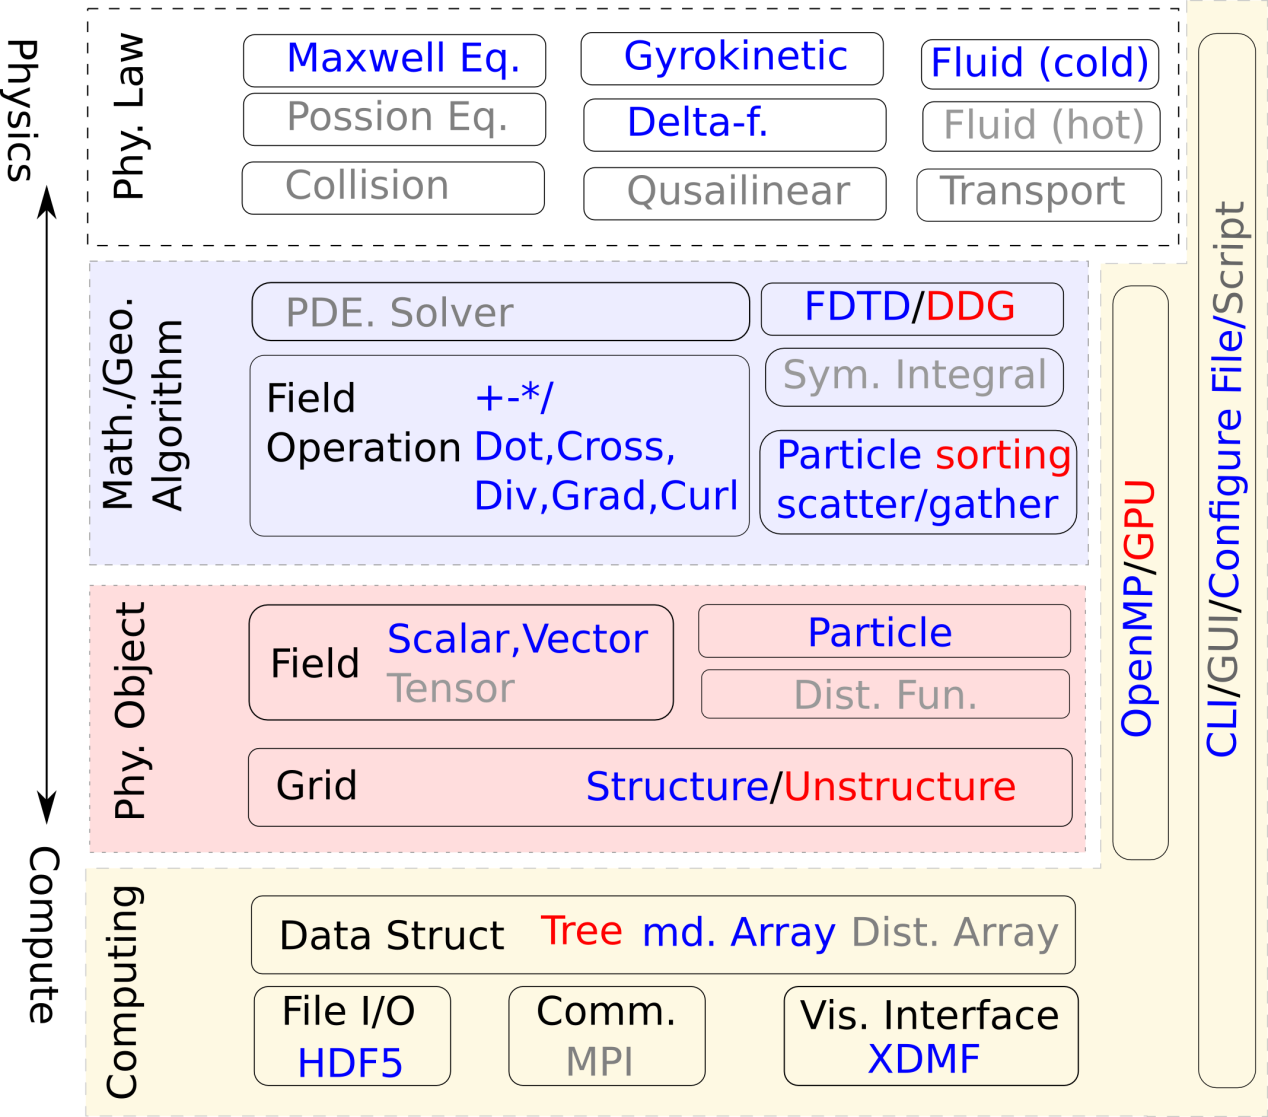 Physics
Compute
Phy. Law
Maxwell Eq.
Gyrokinetic
Fluid (cold)
Possion Eq.
Delta-f.
Fluid (hot)
Collision
Qusailinear
Transport
Math./Geo.
Algorithm
PDE. Solver
FDTD/DDG
Sym. Integral
Field
Operation
+-*/
Dot,Cross,
Div,Grad,Curl
Particle sorting
scatter/gather
Phy. Object
Field
Scalar,Vector
Tensor
Particle
Dist. Fun.
Grid
Structure/Unstructure
Computing
Data Struct Tree md. Array Dist. Array
File I/O
HDF5
Comm.
MPI
Vis. Interface
XDMF
OpenMP/GPU
CLI/GUI/Configure File/Script